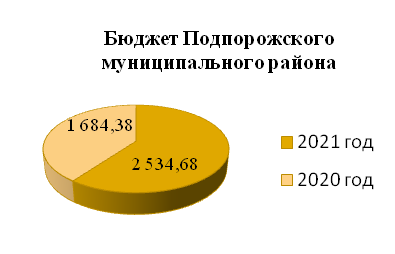 Бюджет Подпорожского
муниципального района
1 684,38
2 534,68
2021 год
2020 год